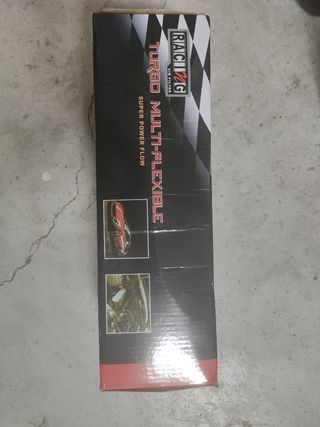 RACING
TURBO MULTI-FLEXIBLE
SUPER POWER FLOW